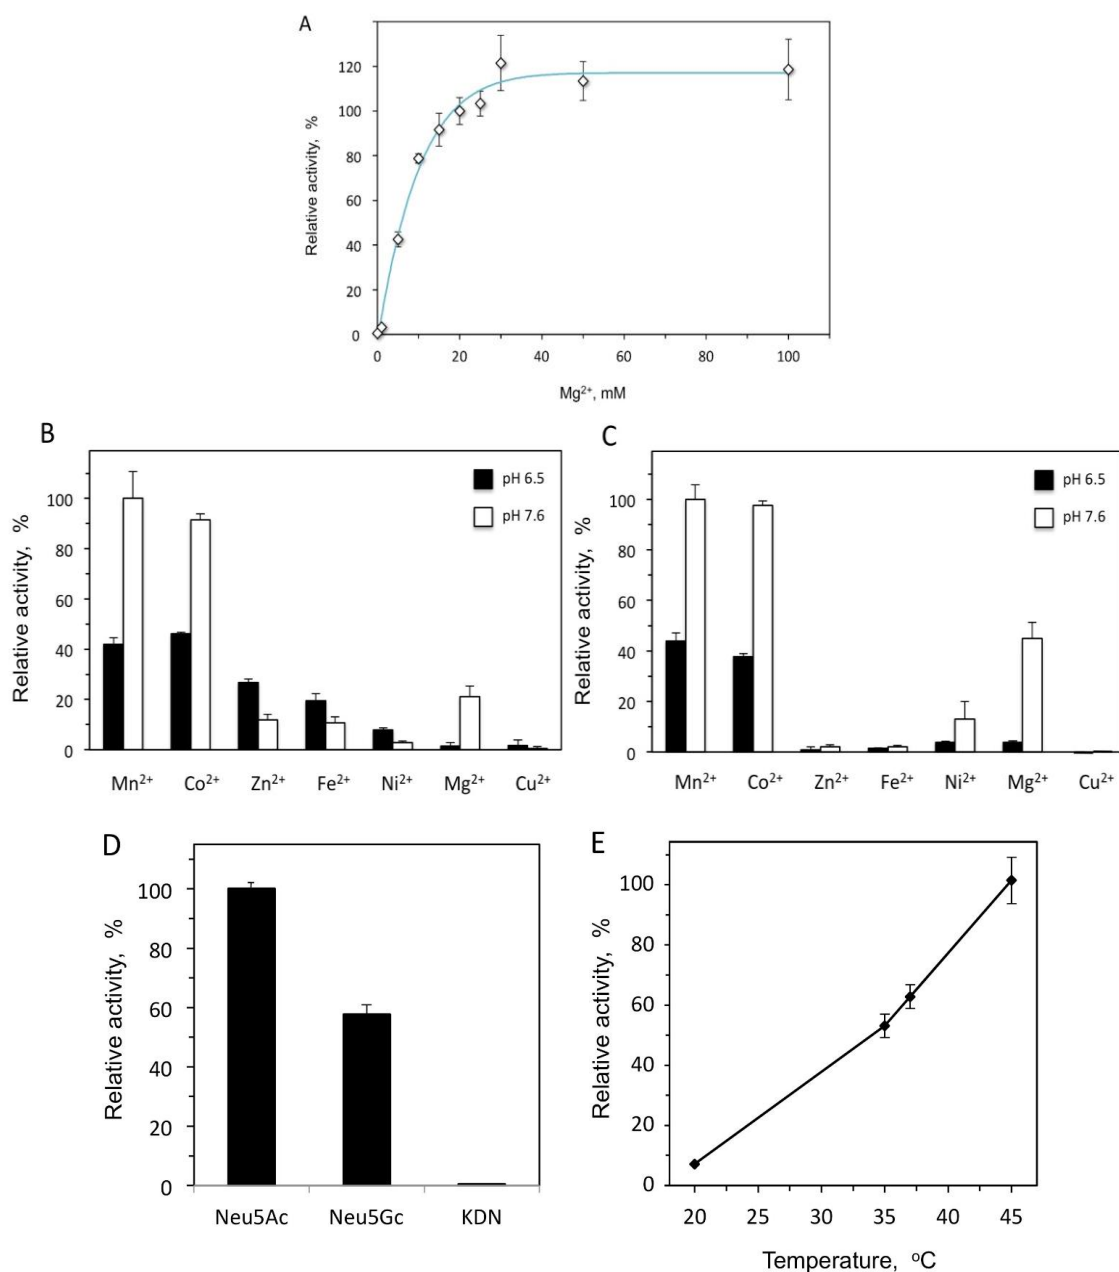 A
Relative activity, %
120
100
80
60
40
20
0
0 20 40 60 80 100
Mg²⁺, mM
B
Relative activity, %
pH 6.5
pH 7.6
100
80
60
40
20
0
Mn²⁺ Co²⁺ Zn²⁺ Fe²⁺ Ni²⁺ Mg²⁺ Cu²⁺
C
Relative activity, %
pH 6.5
pH 7.6
100
80
60
40
20
0
Mn²⁺ Co²⁺ Zn²⁺ Fe²⁺ Ni²⁺ Mg²⁺ Cu²⁺
D
Relative activity, %
100
80
60
40
20
0
Neu5Ac Neu5Gc KDN
E
Relative activity, %
100
80
60
40
20
0
20 25 30 35 40 45
Temperature, ᵒC